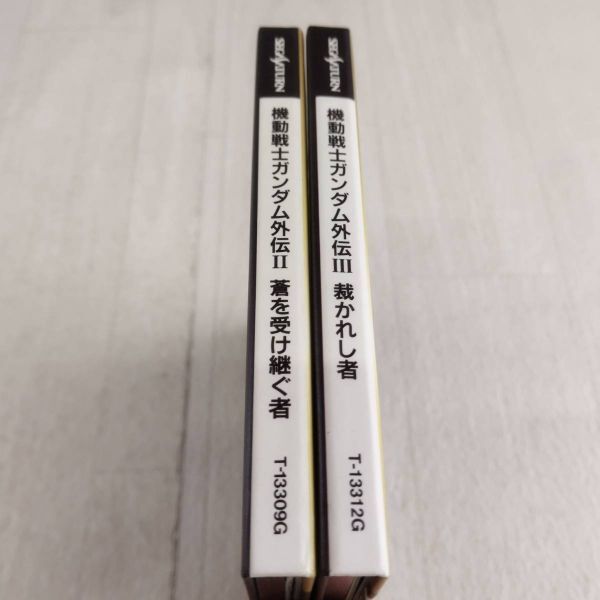 SEGA SATURN
機動戦士ガンダム外伝II 蒼を受け継ぐ者
T-13309G
SEGA SATURN
機動戦士ガンダム外伝III 裁かれし者
T-13312G